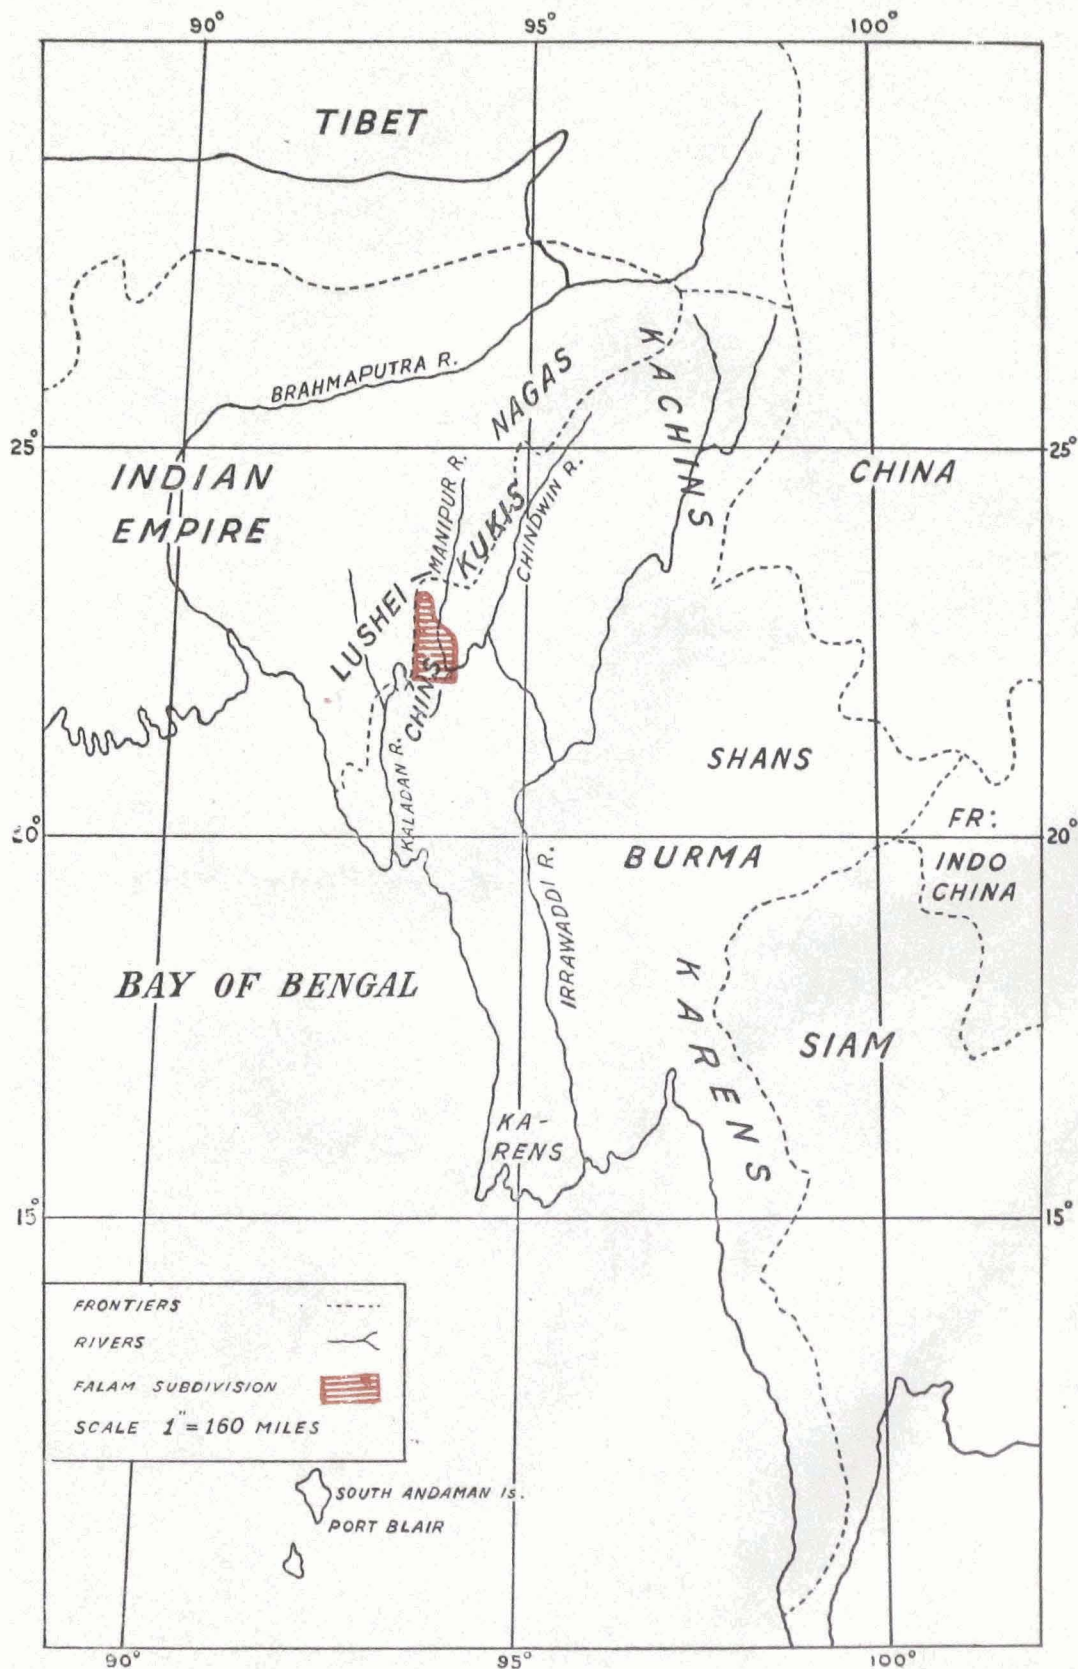 90° 95° 100°
TIBET
KACHINS
NAGAS
BRAHMAPUTRA R.
25° 25°
INDIAN
EMPIRE
CHINA
MANIPUR R.
KUKIS
CHINDWIN R.
LUSHEI
CHINS
SHANS
KALADAN R.
FR:
INDO
CHINA
20° 20°
BURMA
IRRAWADDI R.
BAY OF BENGAL
KARENS
SIAM
KA-
RENS
15° 15°
FRONTIERS
RIVERS
FALAM SUBDIVISION
SCALE 1"=160 MILES
SOUTH ANDAMAN IS.
PORT BLAIR
90° 95° 100°